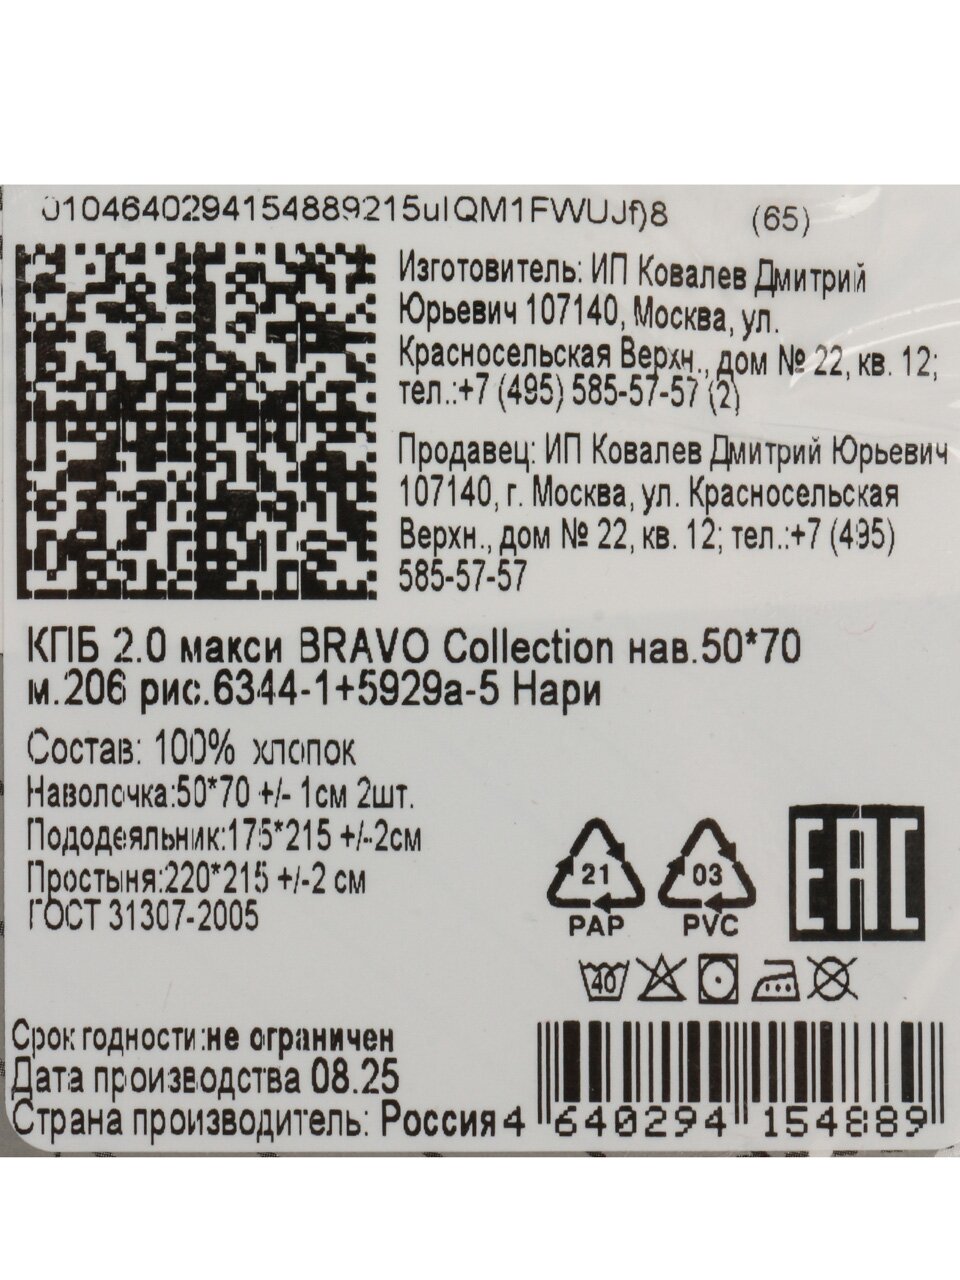 0104640294154889215uIQM1FWUJf)8 (65)
Изготовитель: ИП Ковалев Дмитрий
Юрьевич 107140, Москва, ул.
Красносельская Верхн., дом № 22, кв. 12;
тел.:+7 (495) 585-57-57 (2)
Продавец: ИП Ковалев Дмитрий Юрьевич
107140, г. Москва, ул. Красносельская
Верхн., дом № 22, кв. 12; тел.:+7 (495)
585-57-57
КПБ 2.0 макси BRAVO Collection нав.50*70
м.206 рис.6344-1+5929а-5 Нари
Состав: 100% хлопок
Наволочка:50*70 +/- 1см 2шт.
Пододеяльник:175*215 +/-2см
Простыня:220*215 +/-2 см
ГОСТ 31307-2005
21 03
PAP PVC
EAC
40
Срок годности:не ограничен
Дата производства 08.25
Страна производитель: Россия
4 640294 154889